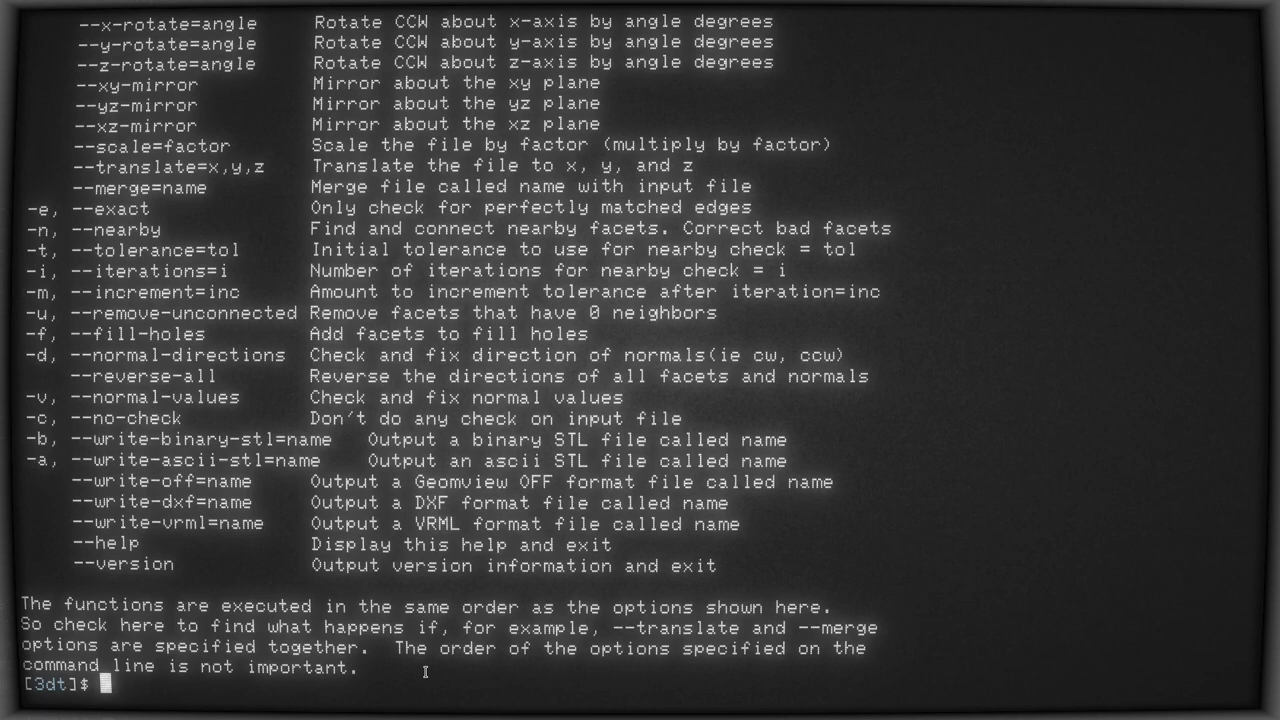 --x-rotate=angle Rotate CCW about x-axis by angle degrees
--y-rotate=angle Rotate CCW about y-axis by angle degrees
--z-rotate=angle Rotate CCW about z-axis by angle degrees
--xy-mirror Mirror about the xy plane
--yz-mirror Mirror about the yz plane
--xz-mirror Mirror about the xz plane
--scale=factor Scale the file by factor (multiply by factor)
--translate=x,y,z Translate the file to x, y, and z
--merge=name Merge file called name with input file
-e, --exact Only check for perfectly matched edges
-n, --nearby Find and connect nearby facets. Correct bad facets
-t, --tolerance=tol Initial tolerance to use for nearby check = tol
-i, --iterations=i Number of iterations for nearby check = i
-m, --increment=inc Amount to increment tolerance after iteration=inc
-u, --remove-unconnected Remove facets that have 0 neighbors
-f, --fill-holes Add facets to fill holes
-d, --normal-directions Check and fix direction of normals(ie cw, ccw)
--reverse-all Reverse the directions of all facets and normals
-v, --normal-values Check and fix normal values
-c, --no-check Don't do any check on input file
-b, --write-binary-stl=name Output a binary STL file called name
-a, --write-ascii-stl=name Output an ascii STL file called name
--write-off=name Output a Geomview OFF format file called name
--write-dxf=name Output a DXF format file called name
--write-vrml=name Output a VRML format file called name
--help Display this help and exit
--version Output version information and exit
The functions are executed in the same order as the options shown here.
So check here to find what happens if, for example, --translate and --merge
options are specified together.  The order of the options specified on the
command line is not important.
[3dt]$